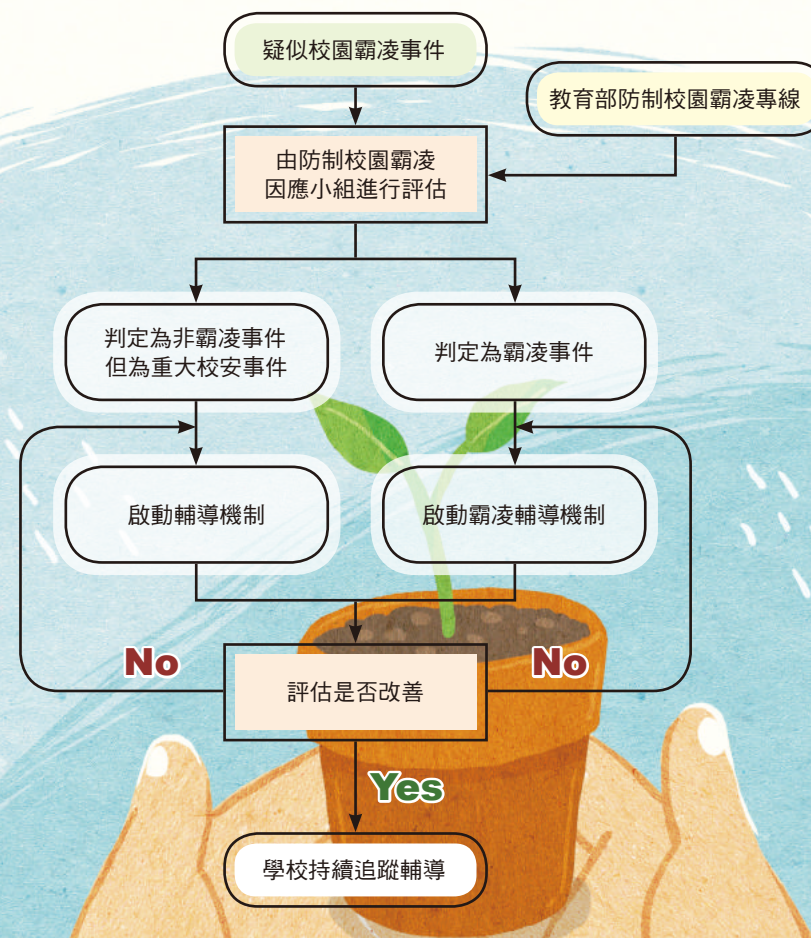 疑似校園霸凌事件
教育部防制校園霸凌專線
由防制校園霸凌
因應小組進行評估
判定為非霸凌事件
但為重大校安事件
判定為霸凌事件
啟動輔導機制
啟動霸凌輔導機制
No
No
評估是否改善
Yes
學校持續追蹤輔導